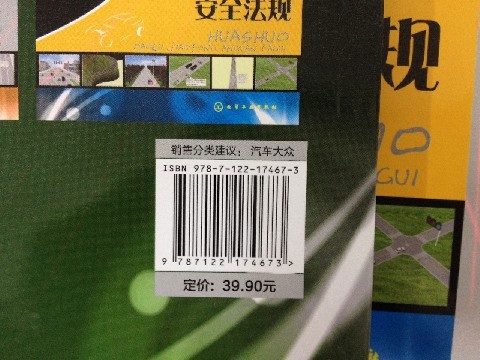 安全法规
HUASHUO
规
GUI
销售分类建议：汽车大众
ISBN 978-7-122-17467-3
9 787122 174673 >
定价：39.90元